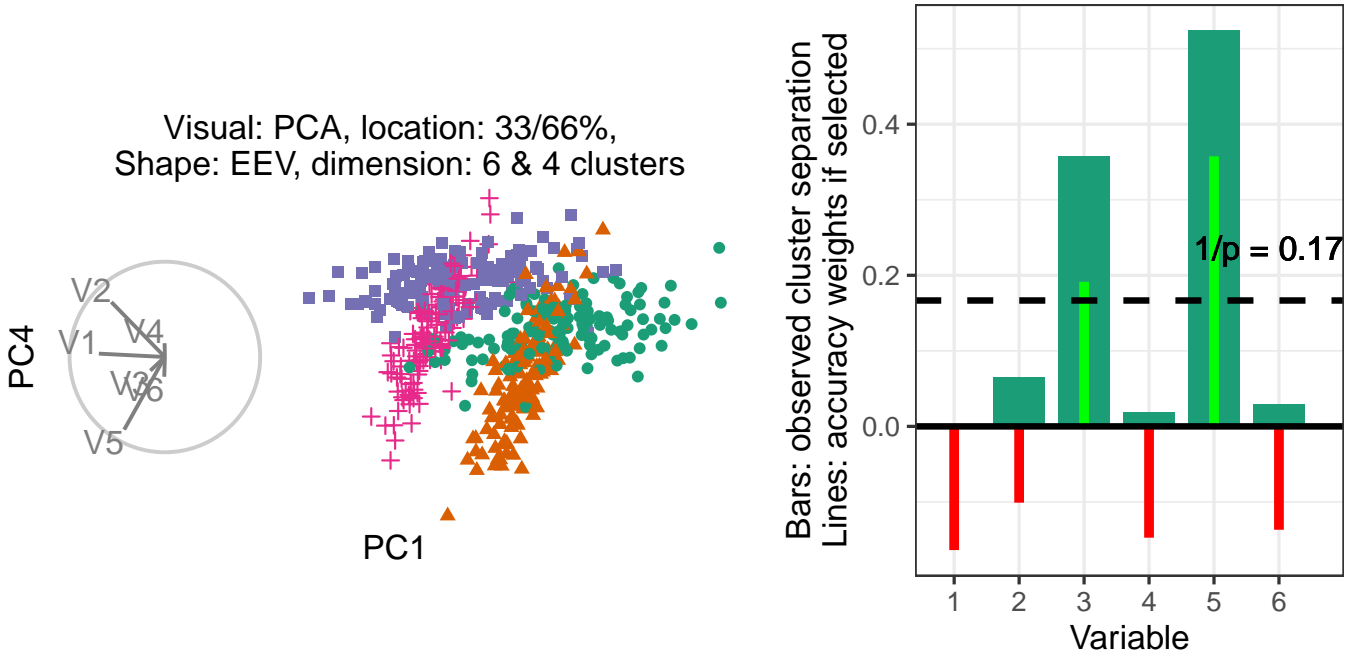 Visual: PCA, location: 33/66%,
Shape: EEV, dimension: 6 & 4 clusters
PC4
V2
V4
V1
V3
V6
V5
PC1
Bars: observed cluster separation
Lines: accuracy weights if selected
0.4
0.2
0.0
1/p = 0.17
1 2 3 4 5 6
Variable